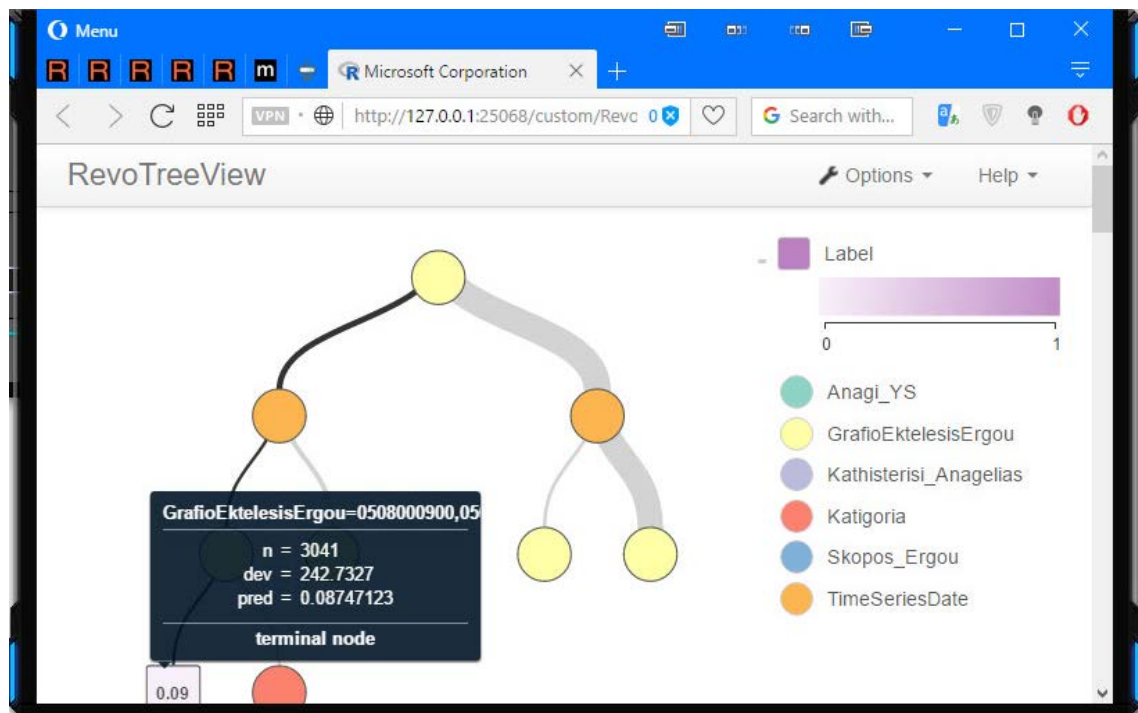 Menu
R R R R R m Microsoft Corporation
VPN http://127.0.0.1:25068/custom/Revo 0 Search with...
RevoTreeView Options Help
Label
0 1
Anagi_YS
GrafioEktelesisErgou
Kathisterisi_Anagelias
Katigoria
Skopos_Ergou
TimeSeriesDate
GrafioEktelesisErgou=0508000900,050
n = 3041
dev = 242.7327
pred = 0.08747123
terminal node
0.09